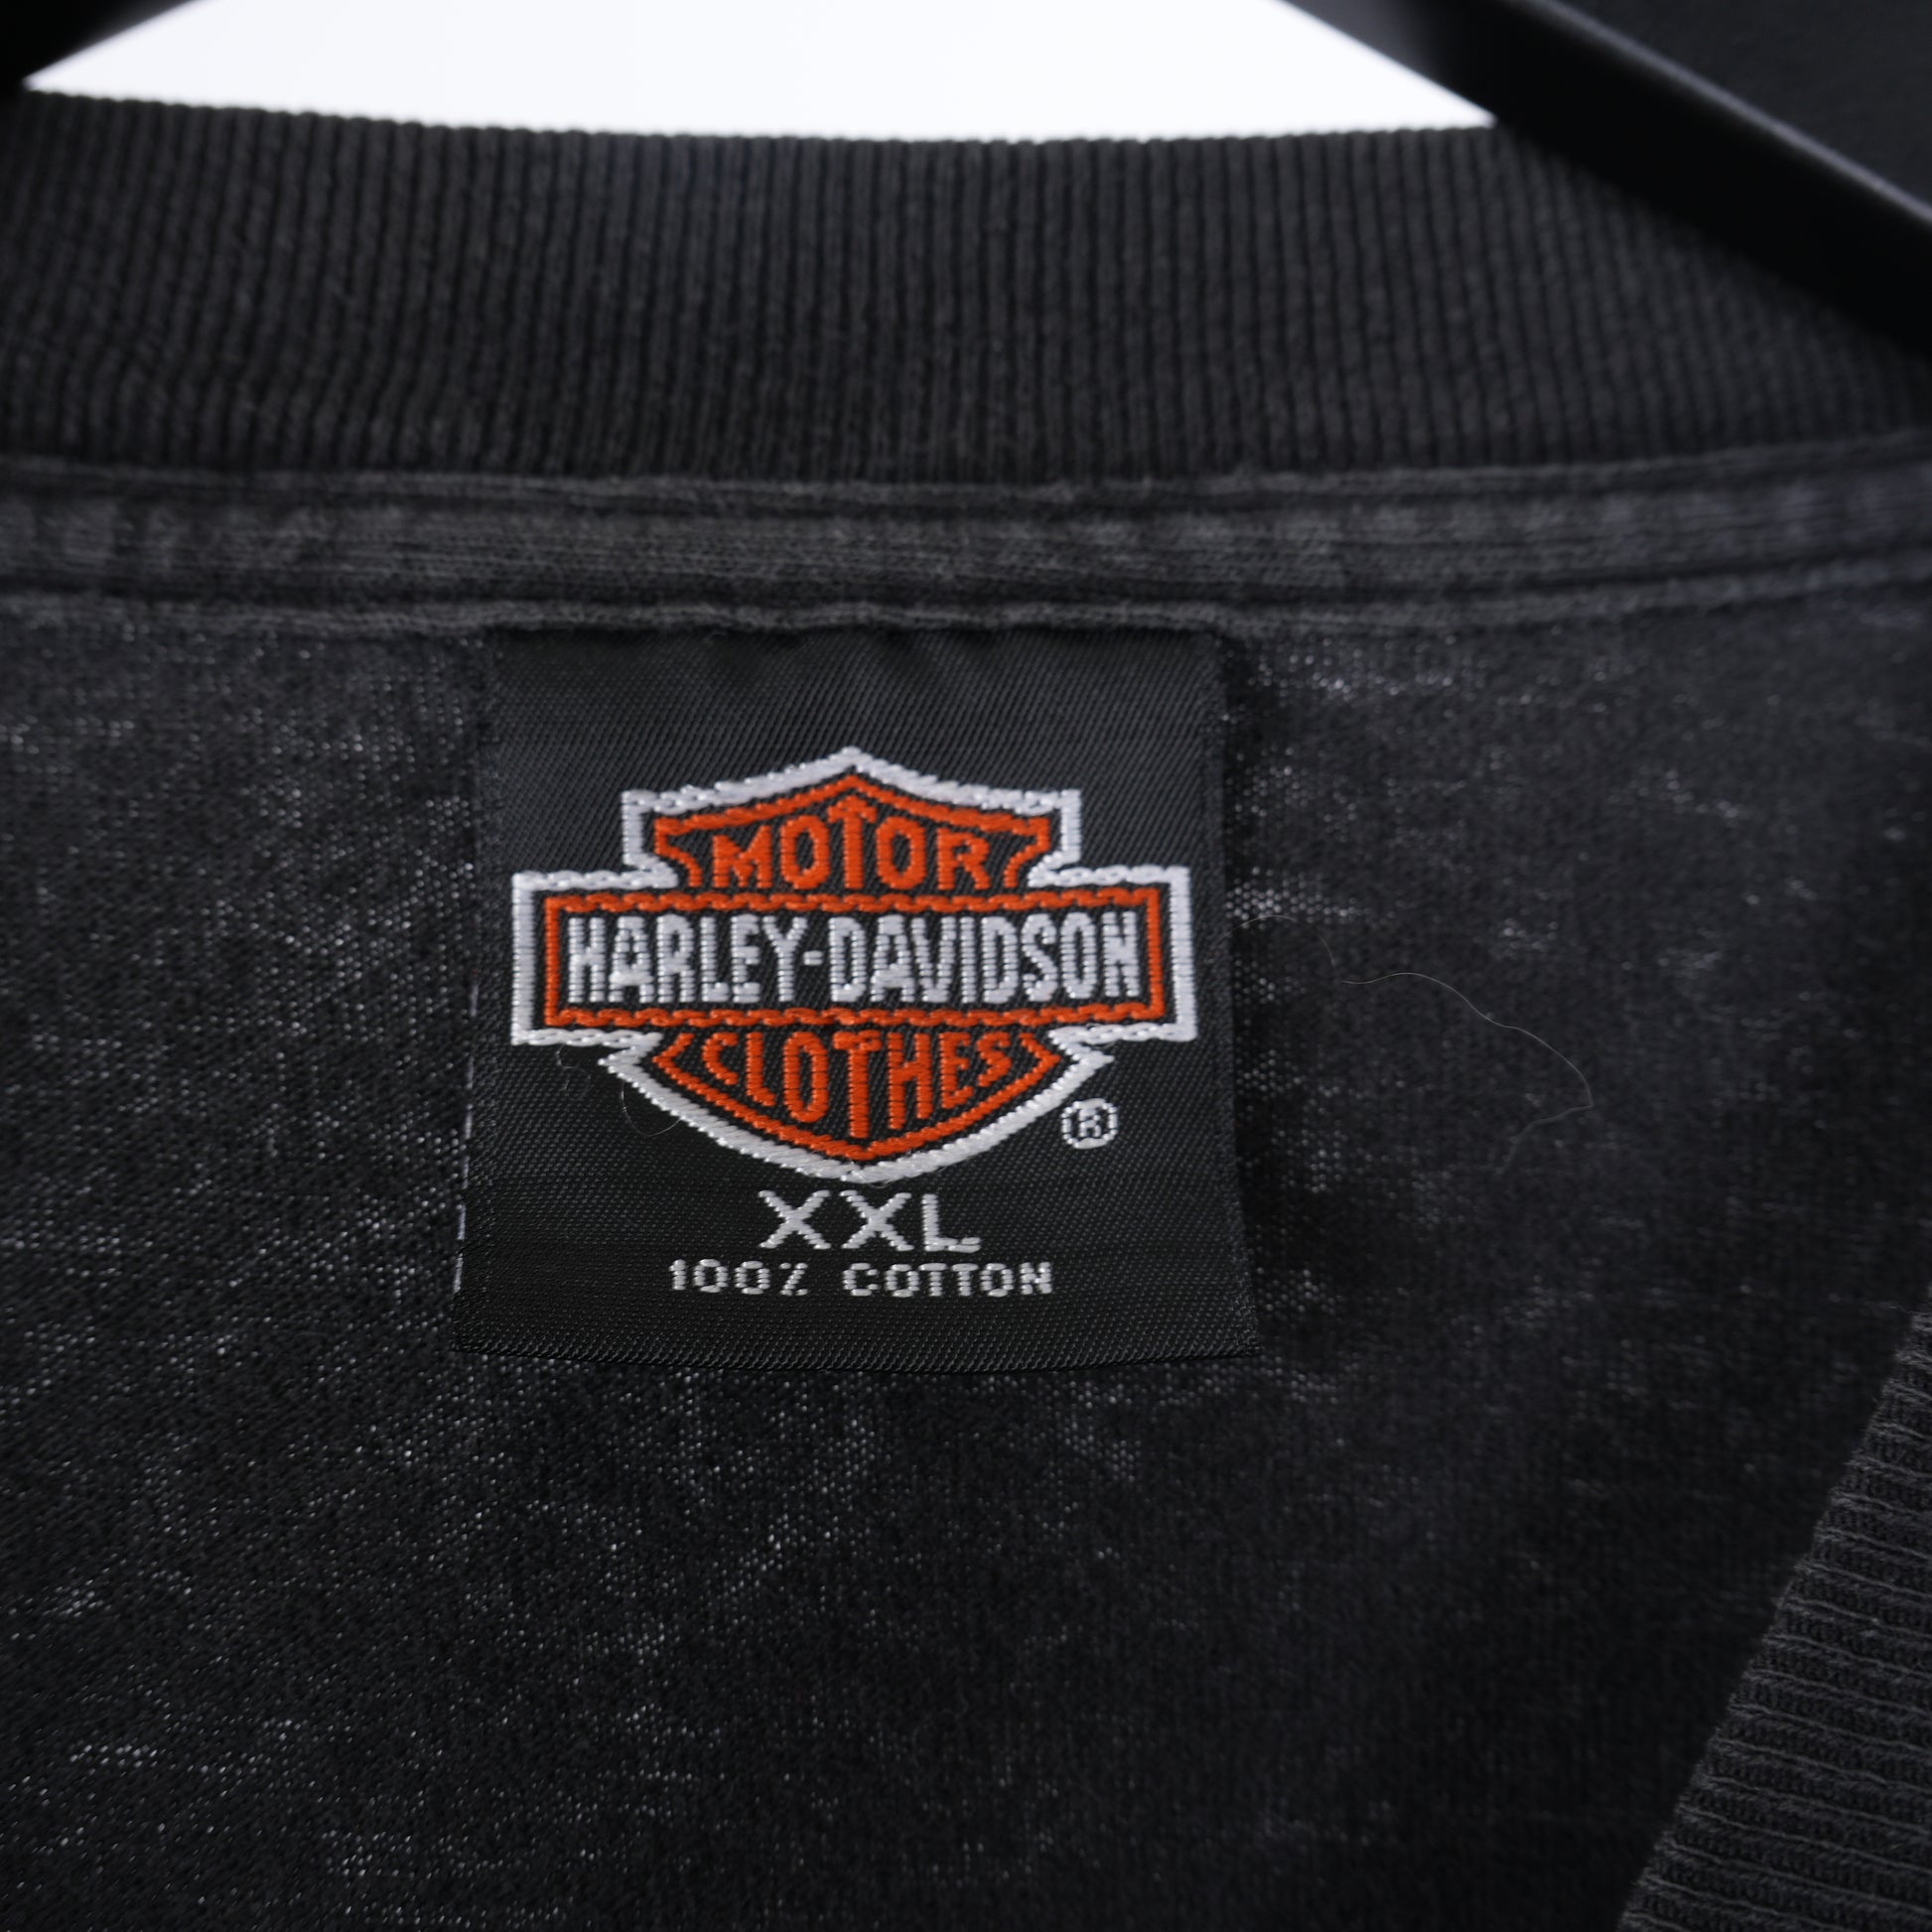 MOTOR
HARLEY-DAVIDSON
CLOTHES
®
XXL
100% COTTON